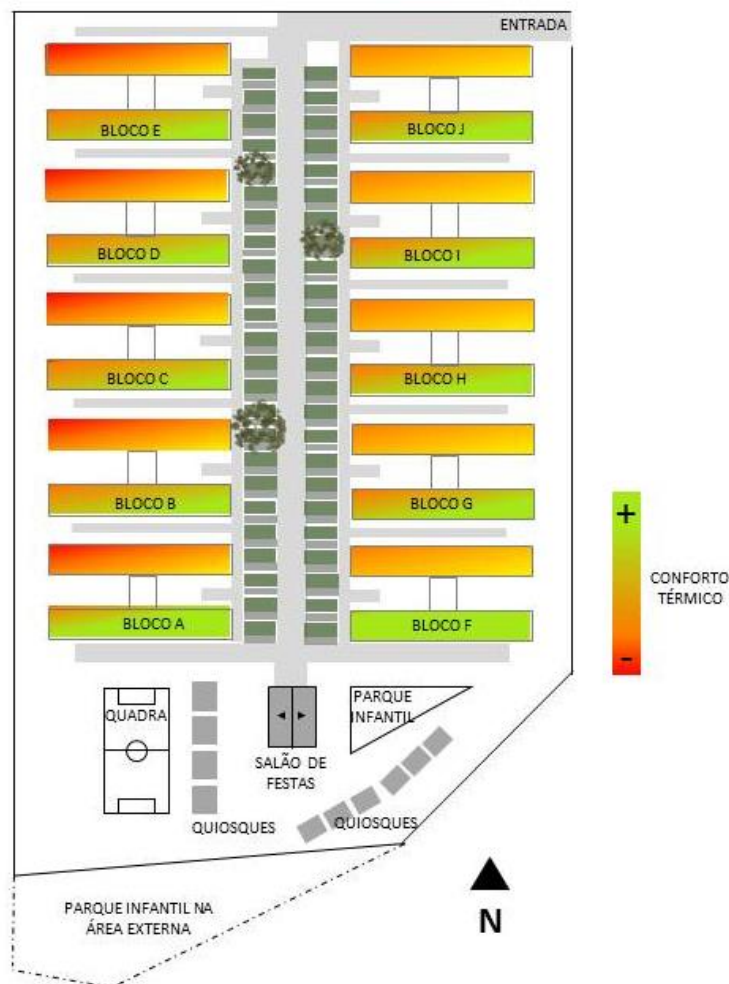 ENTRADA
BLOCO E
BLOCO J
BLOCO D
BLOCO I
BLOCO C
BLOCO H
BLOCO B
BLOCO G
BLOCO A
BLOCO F
+
CONFORTO
TÉRMICO
-
QUADRA
PARQUE
INFANTIL
SALÃO DE
FESTAS
QUIOSQUES
QUIOSQUES
PARQUE INFANTIL NA
ÁREA EXTERNA
N